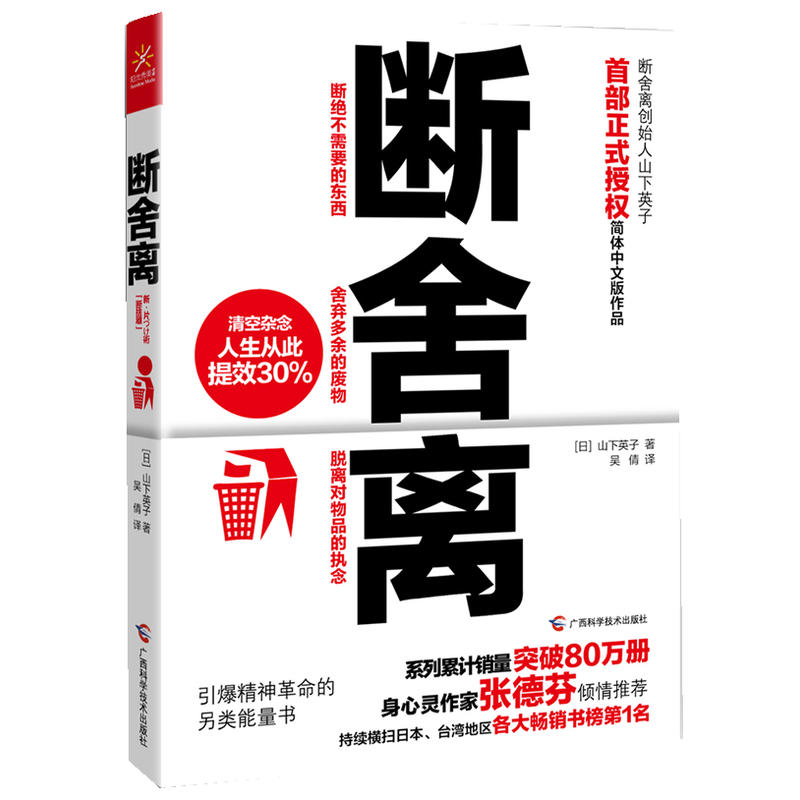 断舍离创始人山下英子
首部正式授权
简体中文版作品
断舍离
断绝不需要的东西
舍弃多余的废物
脱离对物品的执念
清空杂念
人生从此
提效30%
[日] 山下英子 著
吴 倩 译
广西科学技术出版社
系列累计销量突破80万册
身心灵作家张德芬倾情推荐
持续横扫日本、台湾地区各大畅销书榜第1名
引爆精神革命的
另类能量书
断舍离
新·片づけ術
「断捨離」
[日] 山下英子 著
吴 倩 译
广西科学技术出版社